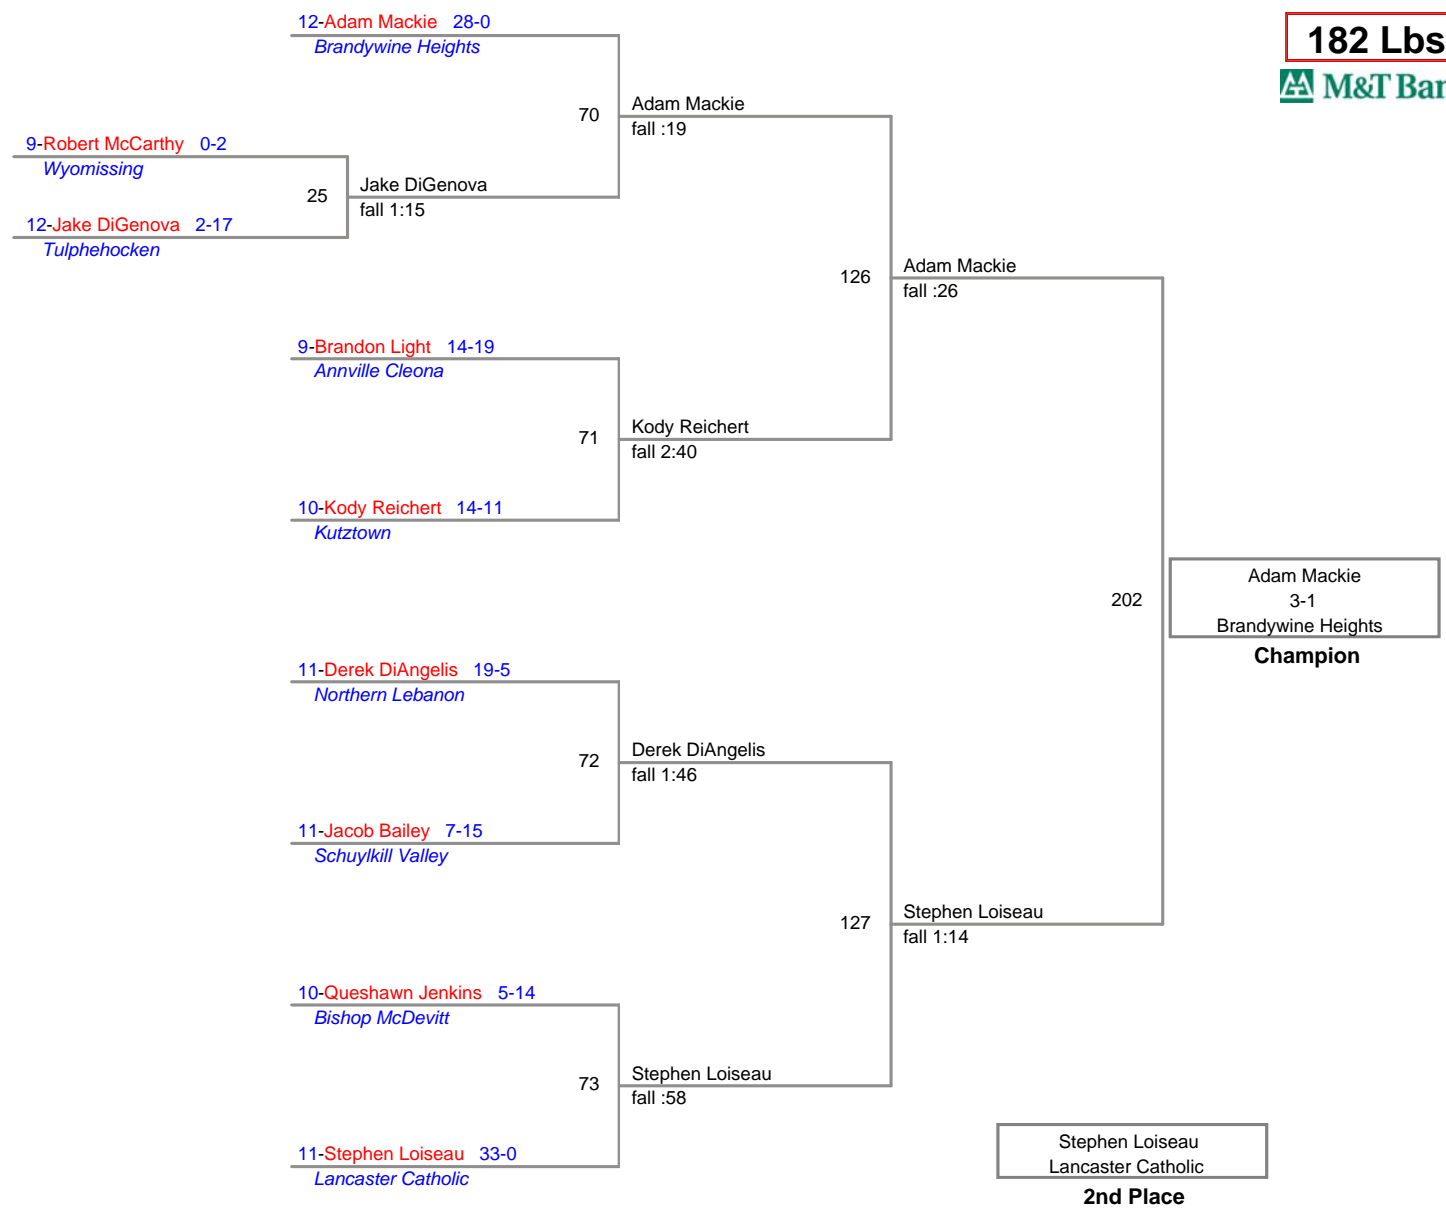 12-Adam Mackie 28-0
Brandywine Heights
182 Lbs
M&T Ban
70
Adam Mackie
fall :19
9-Robert McCarthy 0-2
Wyomissing
25
Jake DiGenova
fall 1:15
12-Jake DiGenova 2-17
Tulphehocken
126
Adam Mackie
fall :26
9-Brandon Light 14-19
Annville Cleona
71
Kody Reichert
fall 2:40
10-Kody Reichert 14-11
Kutztown
202
Adam Mackie
3-1
Brandywine Heights
Champion
11-Derek DiAngelis 19-5
Northern Lebanon
72
Derek DiAngelis
fall 1:46
11-Jacob Bailey 7-15
Schuylkill Valley
127
Stephen Loiseau
fall 1:14
10-Queshawn Jenkins 5-14
Bishop McDevitt
73
Stephen Loiseau
fall :58
11-Stephen Loiseau 33-0
Lancaster Catholic
Stephen Loiseau
Lancaster Catholic
2nd Place